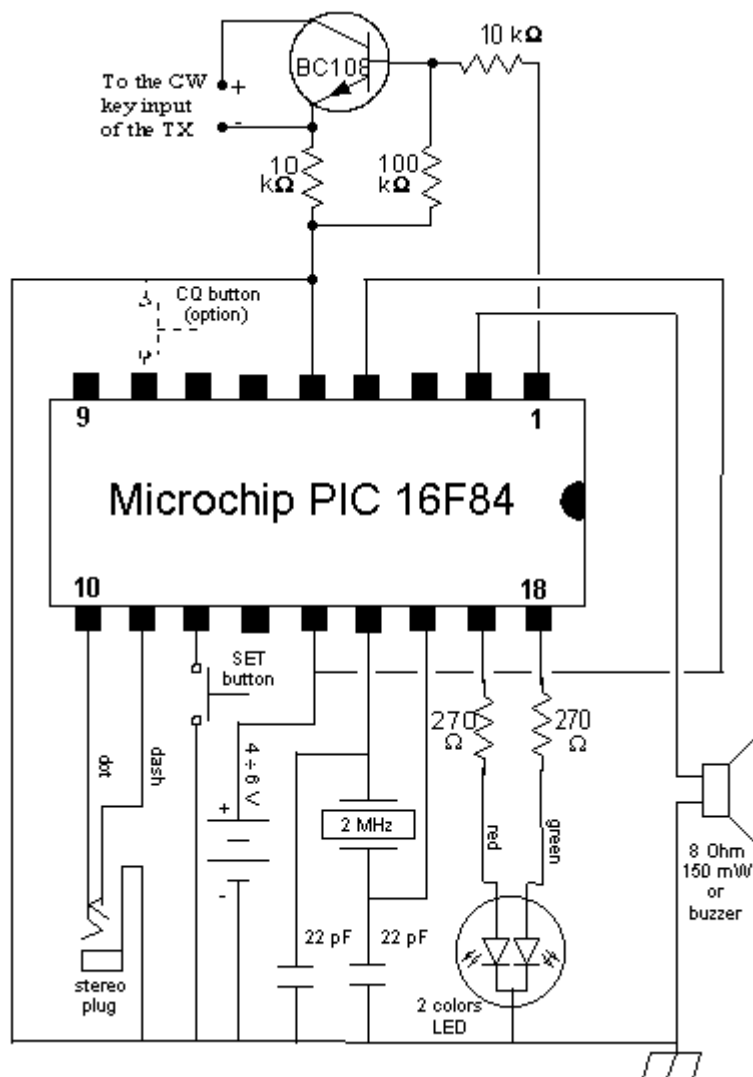 BC108
10 kΩ
To the CW
key input
of the TX
+
-
10
kΩ
100
kΩ
CQ button
(option)
9
1
Microchip PIC 16F84
10
18
SET
button
270
Ω
270
Ω
dot
dash
4 ÷ 6 V
+
-
2 MHz
red
green
8 Ohm
150 mW
or
buzzer
22 pF
22 pF
stereo
plug
2 colors
LED